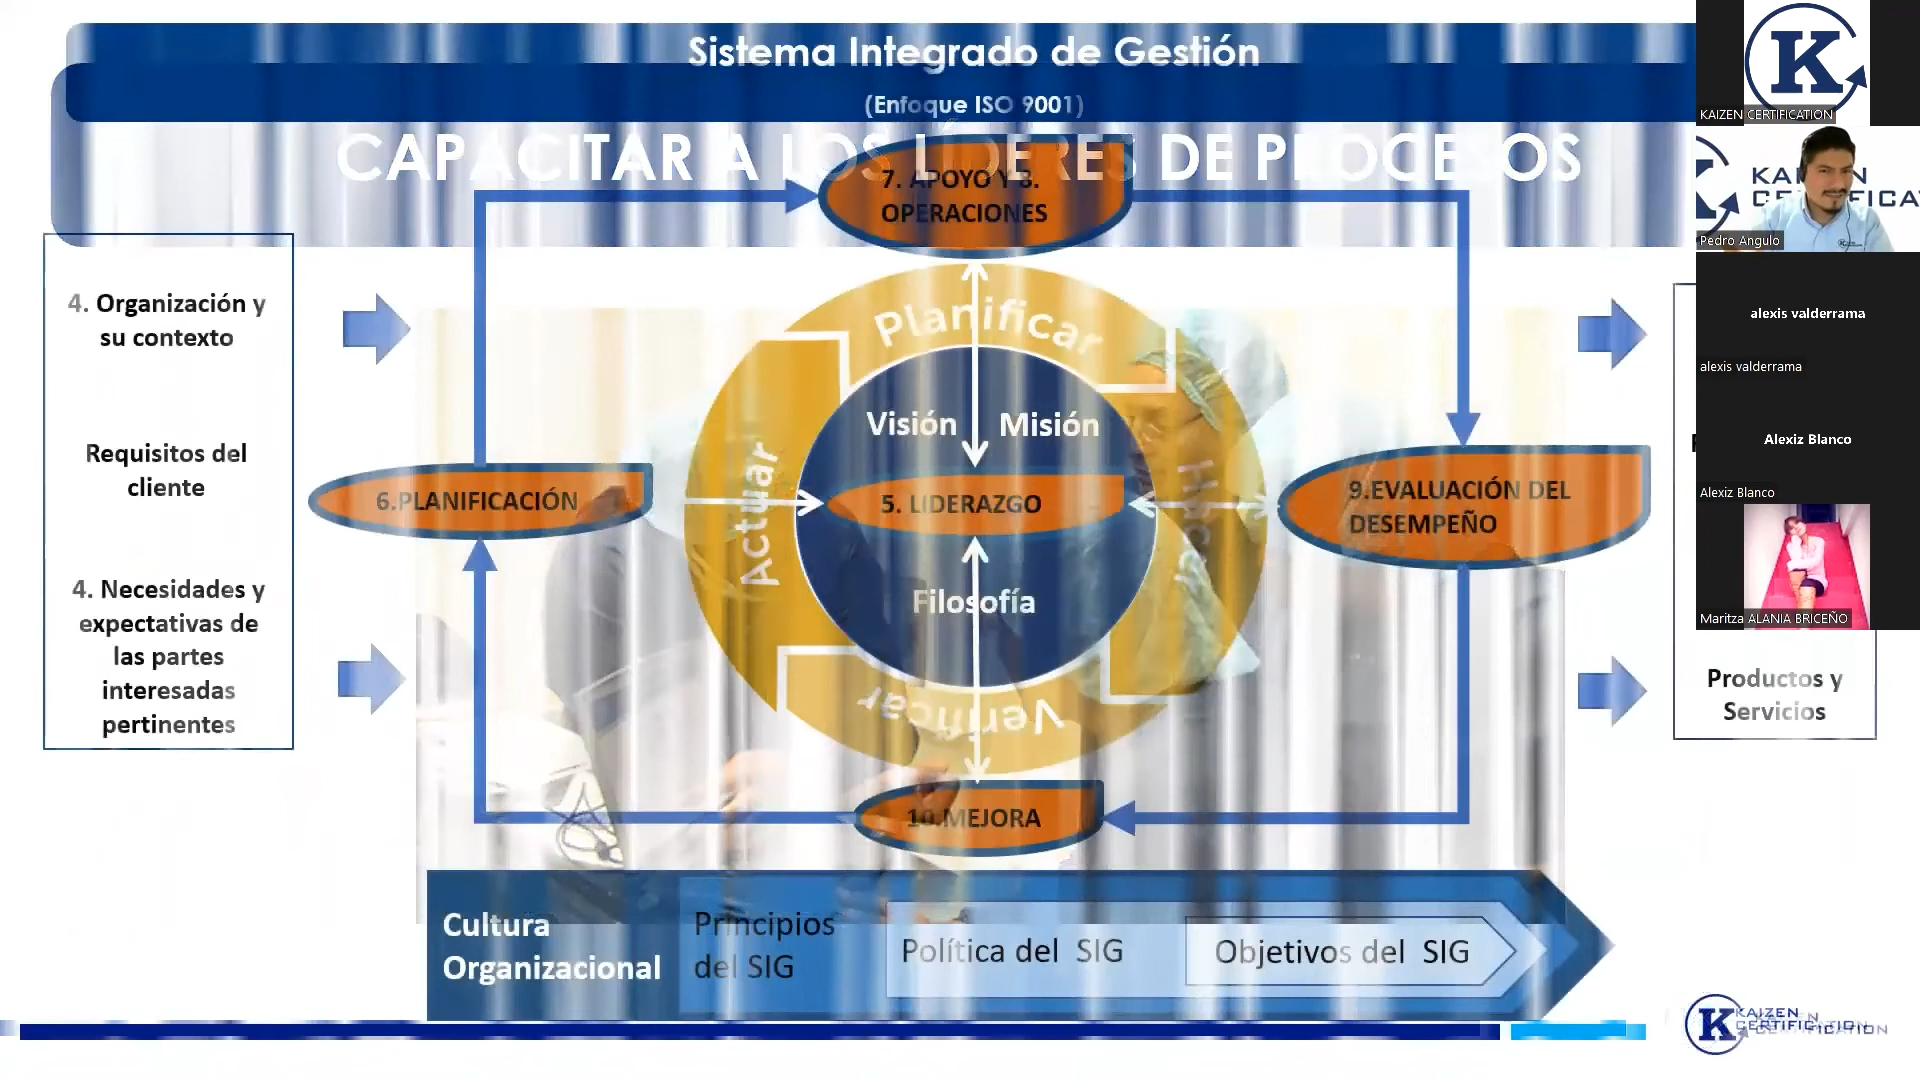 Sistema Integrado de Gestión
(Enfoque ISO 9001)
CAPACITAR A LOS LÍDERES DE PROCESOS
7. APOYO Y 8.
OPERACIONES
4. Organización y
su contexto
Requisitos del
cliente
4. Necesidades y
expectativas de
las partes
interesadas
pertinentes
Planificar
Hacer
Verificar
Actuar
Visión
Misión
5. LIDERAZGO
Filosofía
6.PLANIFICACIÓN
9.EVALUACIÓN DEL
DESEMPEÑO
10.MEJORA
Productos y
Servicios
Cultura
Organizacional
Principios
del SIG
Política del SIG
Objetivos del SIG
K
KAIZEN CERTIFICATION
Pedro Angulo
alexis valderrama
alexis valderrama
Alexiz Blanco
Alexiz Blanco
Maritza ALANIA BRICEÑO
K
KAIZEN
CERTIFICATION